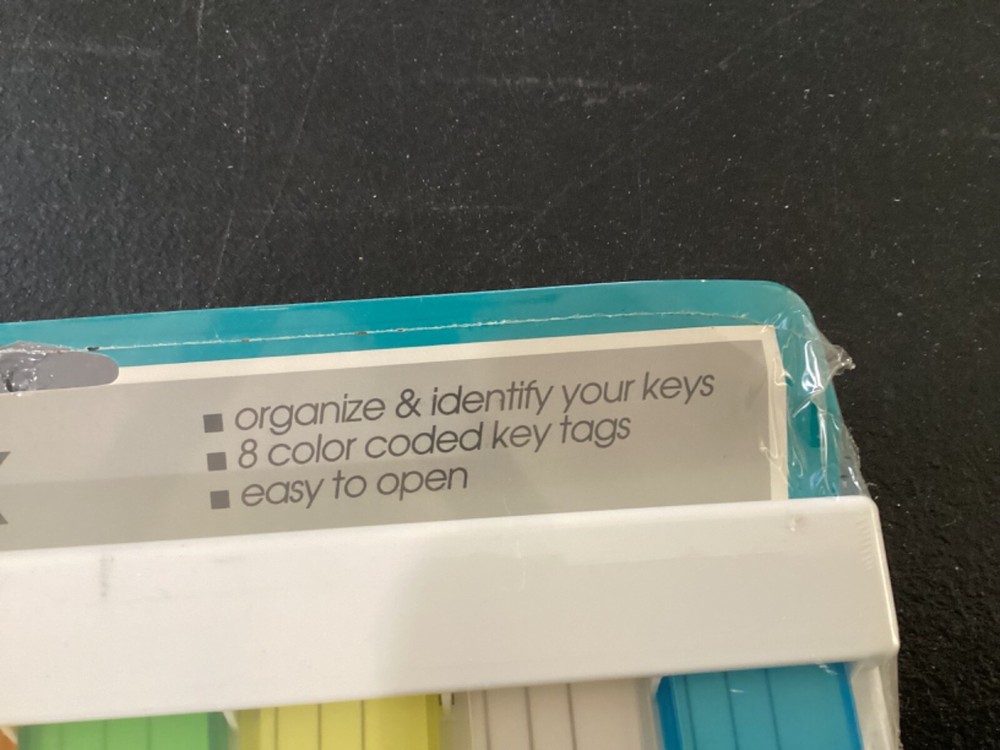 ■ organize & identify your keys
■ 8 color coded key tags
■ easy to open